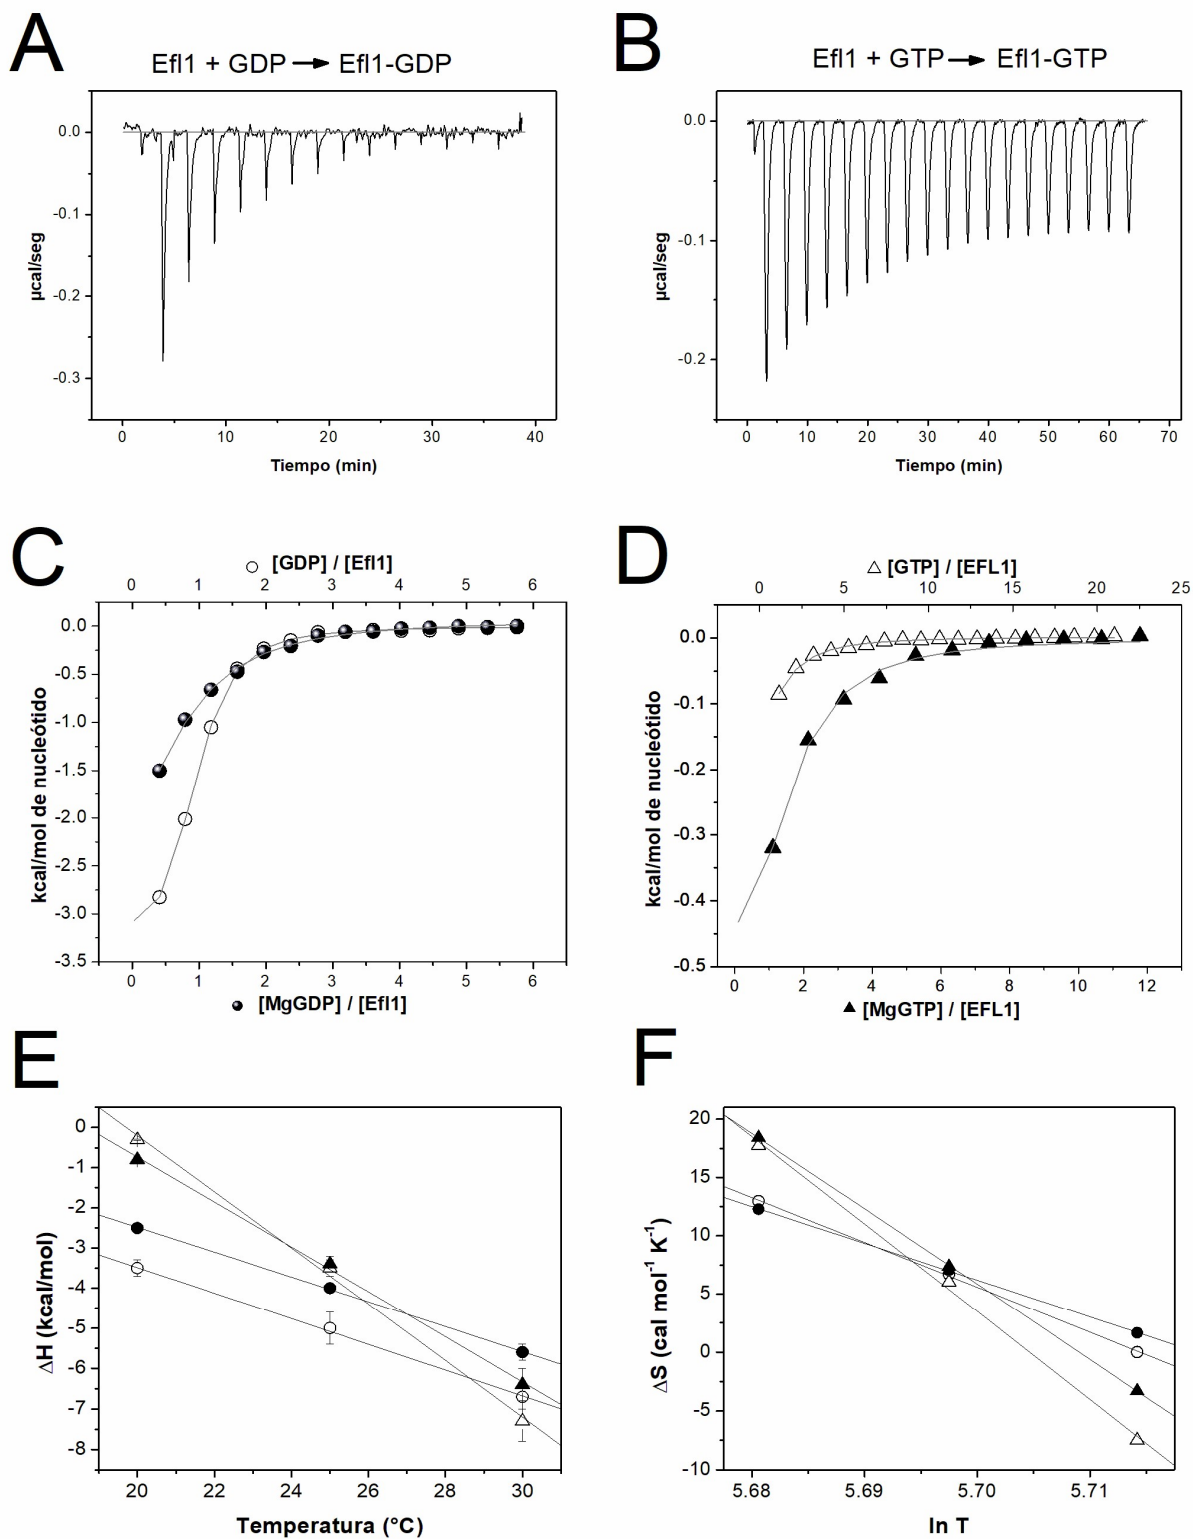 A
Efl1 + GDP → Efl1-GDP
0.0
-0.1
-0.2
-0.3
µcal/seg
0 10 20 30 40
Tiempo (min)
B
Efl1 + GTP → Efl1-GTP
0.0
-0.1
-0.2
µcal/seg
0 10 20 30 40 50 60 70
Tiempo (min)
C
[GDP] / [Efl1]
0 1 2 3 4 5 6
0.0
-0.5
-1.0
-1.5
-2.0
-2.5
-3.0
-3.5
kcal/mol de nucleótido
0 1 2 3 4 5 6
[MgGDP] / [Efl1]
D
[GTP] / [EFL1]
0 5 10 15 20 25
0.0
-0.1
-0.2
-0.3
-0.4
-0.5
kcal/mol de nucleótido
0 2 4 6 8 10 12
[MgGTP] / [EFL1]
E
0
-1
-2
-3
-4
-5
-6
-7
-8
ΔH (kcal/mol)
20 22 24 26 28 30
Temperatura (°C)
F
20
15
10
5
0
-5
-10
ΔS (cal mol⁻¹ K⁻¹)
5.68 5.69 5.70 5.71
ln T